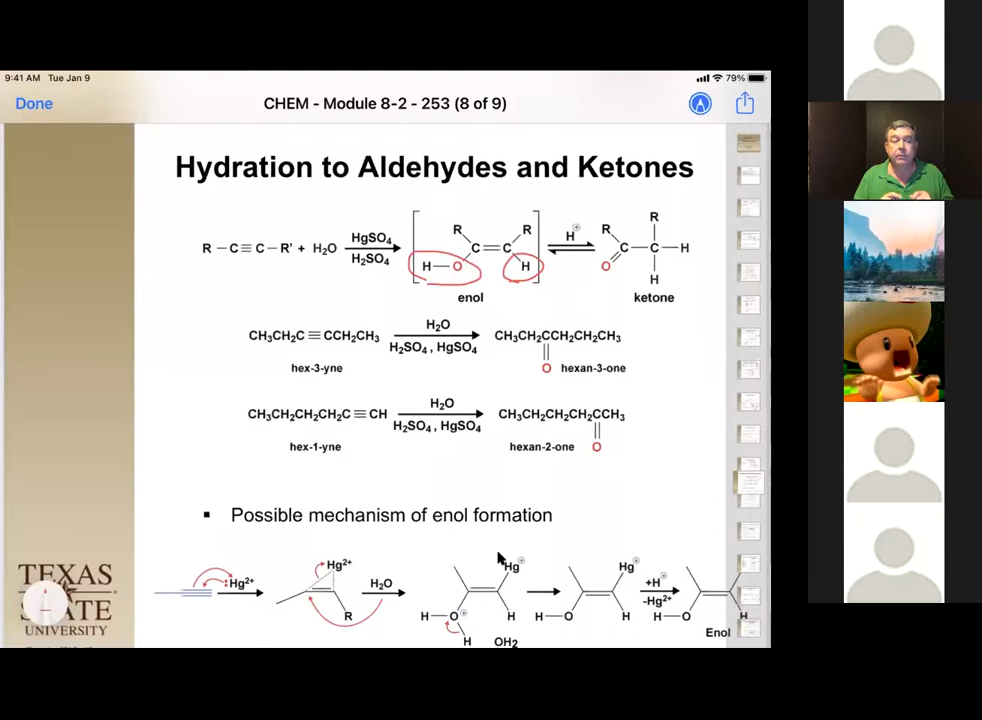 9:41 AM Tue Jan 9
79%
Done
CHEM - Module 8-2 - 253 (8 of 9)
Hydration to Aldehydes and Ketones
R — C ≡ C — R' + H₂O
HgSO₄
H₂SO₄
R R
C = C
H — O H
enol
H⁺
R R
C — C — H
O H
ketone
CH₃CH₂C ≡ CCH₂CH₃
H₂O
H₂SO₄ , HgSO₄
CH₃CH₂CCH₂CH₂CH₃
O
hex-3-yne
hexan-3-one
CH₃CH₂CH₂CH₂C ≡ CH
H₂O
H₂SO₄ , HgSO₄
CH₃CH₂CH₂CH₂CCH₃
O
hex-1-yne
hexan-2-one
▪ Possible mechanism of enol formation
:Hg²⁺
Hg²⁺
R
H₂O
Hg⊕
H — O⊕ H
H OH₂
Hg⊕
H — O H
+H⁺
-Hg²⁺
H — O H
Enol
TEXAS
STATE
UNIVERSITY